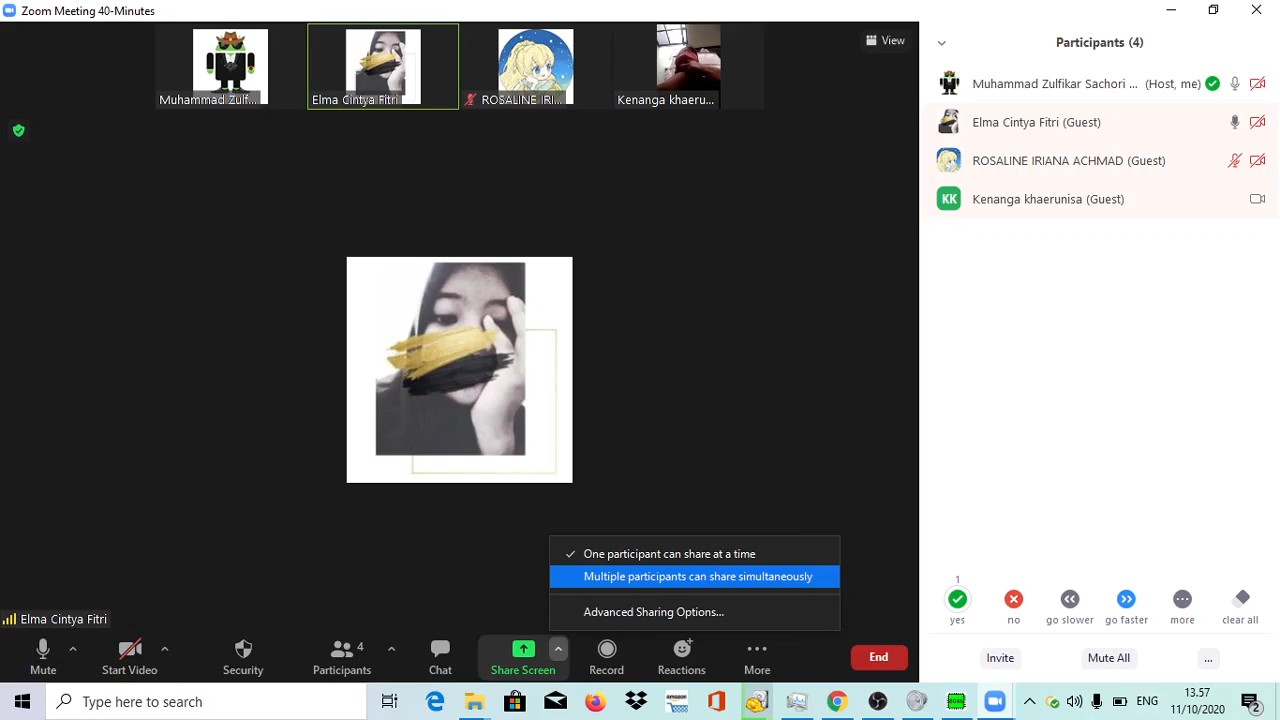 Zoom Meeting 40-Minutes
Muhammad Zulf...
Elma Cintya Fitri
ROSALINE IRI...
Kenanga khaeru...
View
Participants (4)
Muhammad Zulfikar Sachori ... (Host, me)
Elma Cintya Fitri (Guest)
ROSALINE IRIANA ACHMAD (Guest)
KK Kenanga khaerunisa (Guest)
One participant can share at a time
Multiple participants can share simultaneously
Advanced Sharing Options...
Elma Cintya Fitri
1
yes
no
go slower
go faster
more
clear all
4
Mute
Start Video
Security
Participants
Chat
Share Screen
Record
Reactions
More
End
Invite
Mute All
...
Type here to search
amazon
ENG
13.57
11/10/2020
2